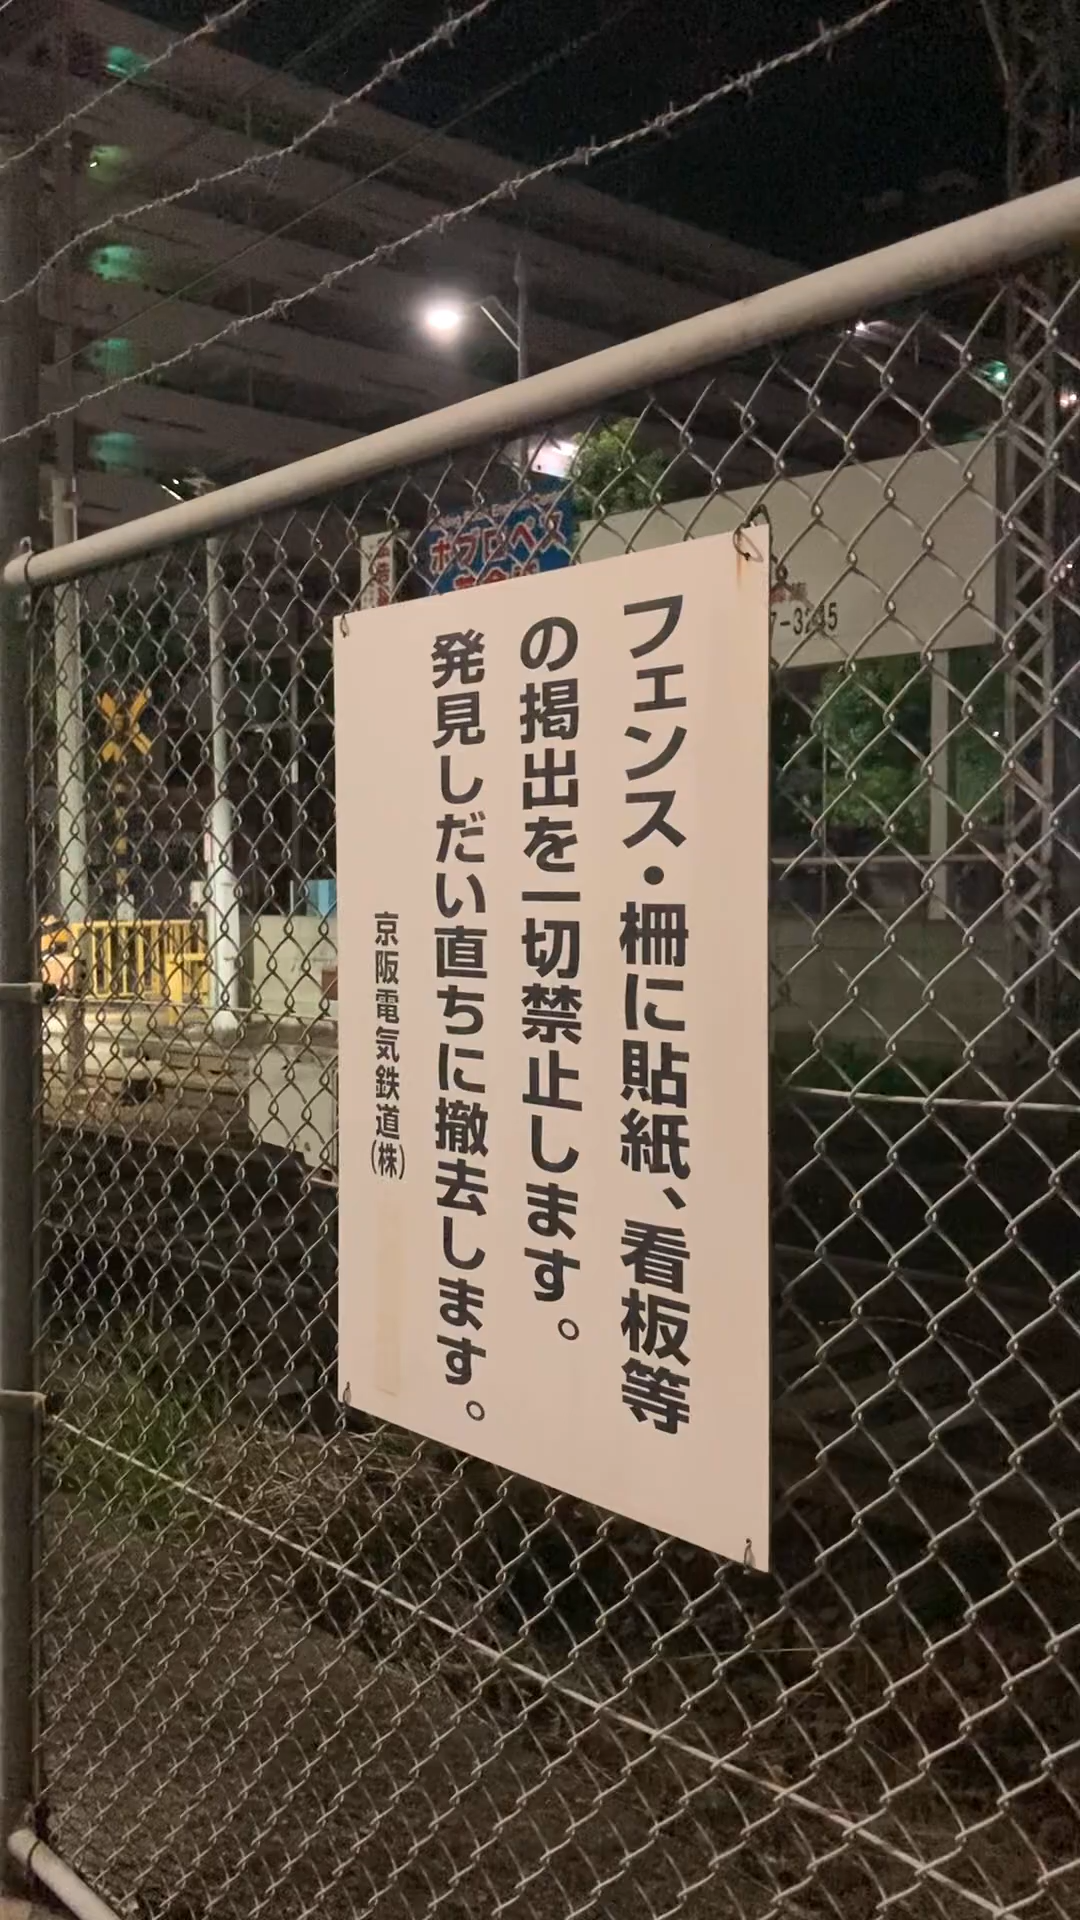 フェンス・柵に貼紙、看板等
の掲出を一切禁止します。
発見しだい直ちに撤去します。
京阪電気鉄道(株)
7-3245